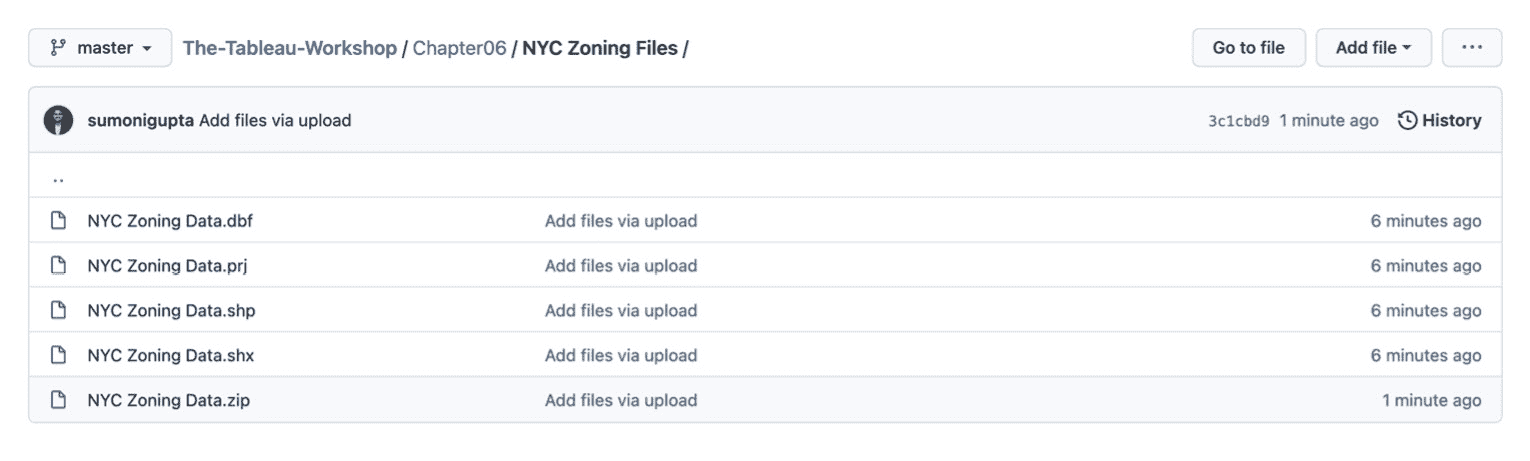 master The-Tableau-Workshop / Chapter06 / NYC Zoning Files / Go to file Add file ...
sumonigupta Add files via upload 3c1cbd9 1 minute ago History
..
NYC Zoning Data.dbf Add files via upload 6 minutes ago
NYC Zoning Data.prj Add files via upload 6 minutes ago
NYC Zoning Data.shp Add files via upload 6 minutes ago
NYC Zoning Data.shx Add files via upload 6 minutes ago
NYC Zoning Data.zip Add files via upload 1 minute ago